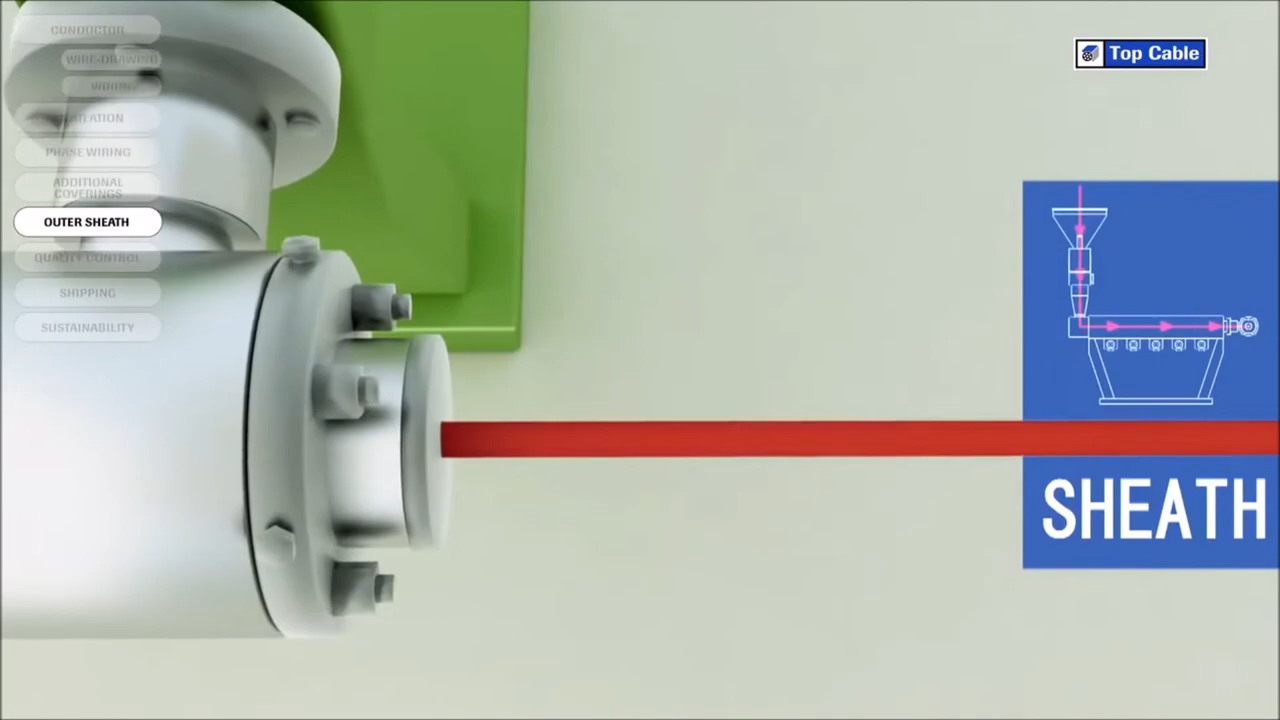 CONDUCTOR
WIRE-DRAWING
WIRING
PHASE WIRING
ADDITIONAL
COVERINGS
OUTER SHEATH
QUALITY CONTROL
SHIPPING
SUSTAINABILITY
Top Cable
SHEATH